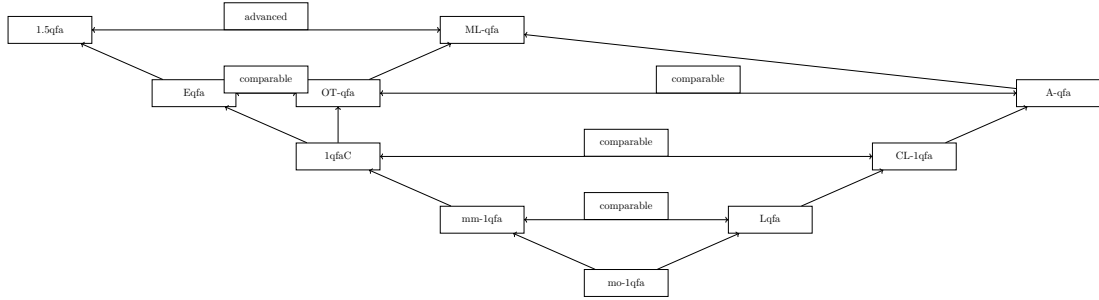 advanced
1.5qfa
ML-qfa
comparable
comparable
Eqfa
OT-qfa
A-qfa
comparable
1qfaC
CL-1qfa
comparable
mm-1qfa
Lqfa
mo-1qfa